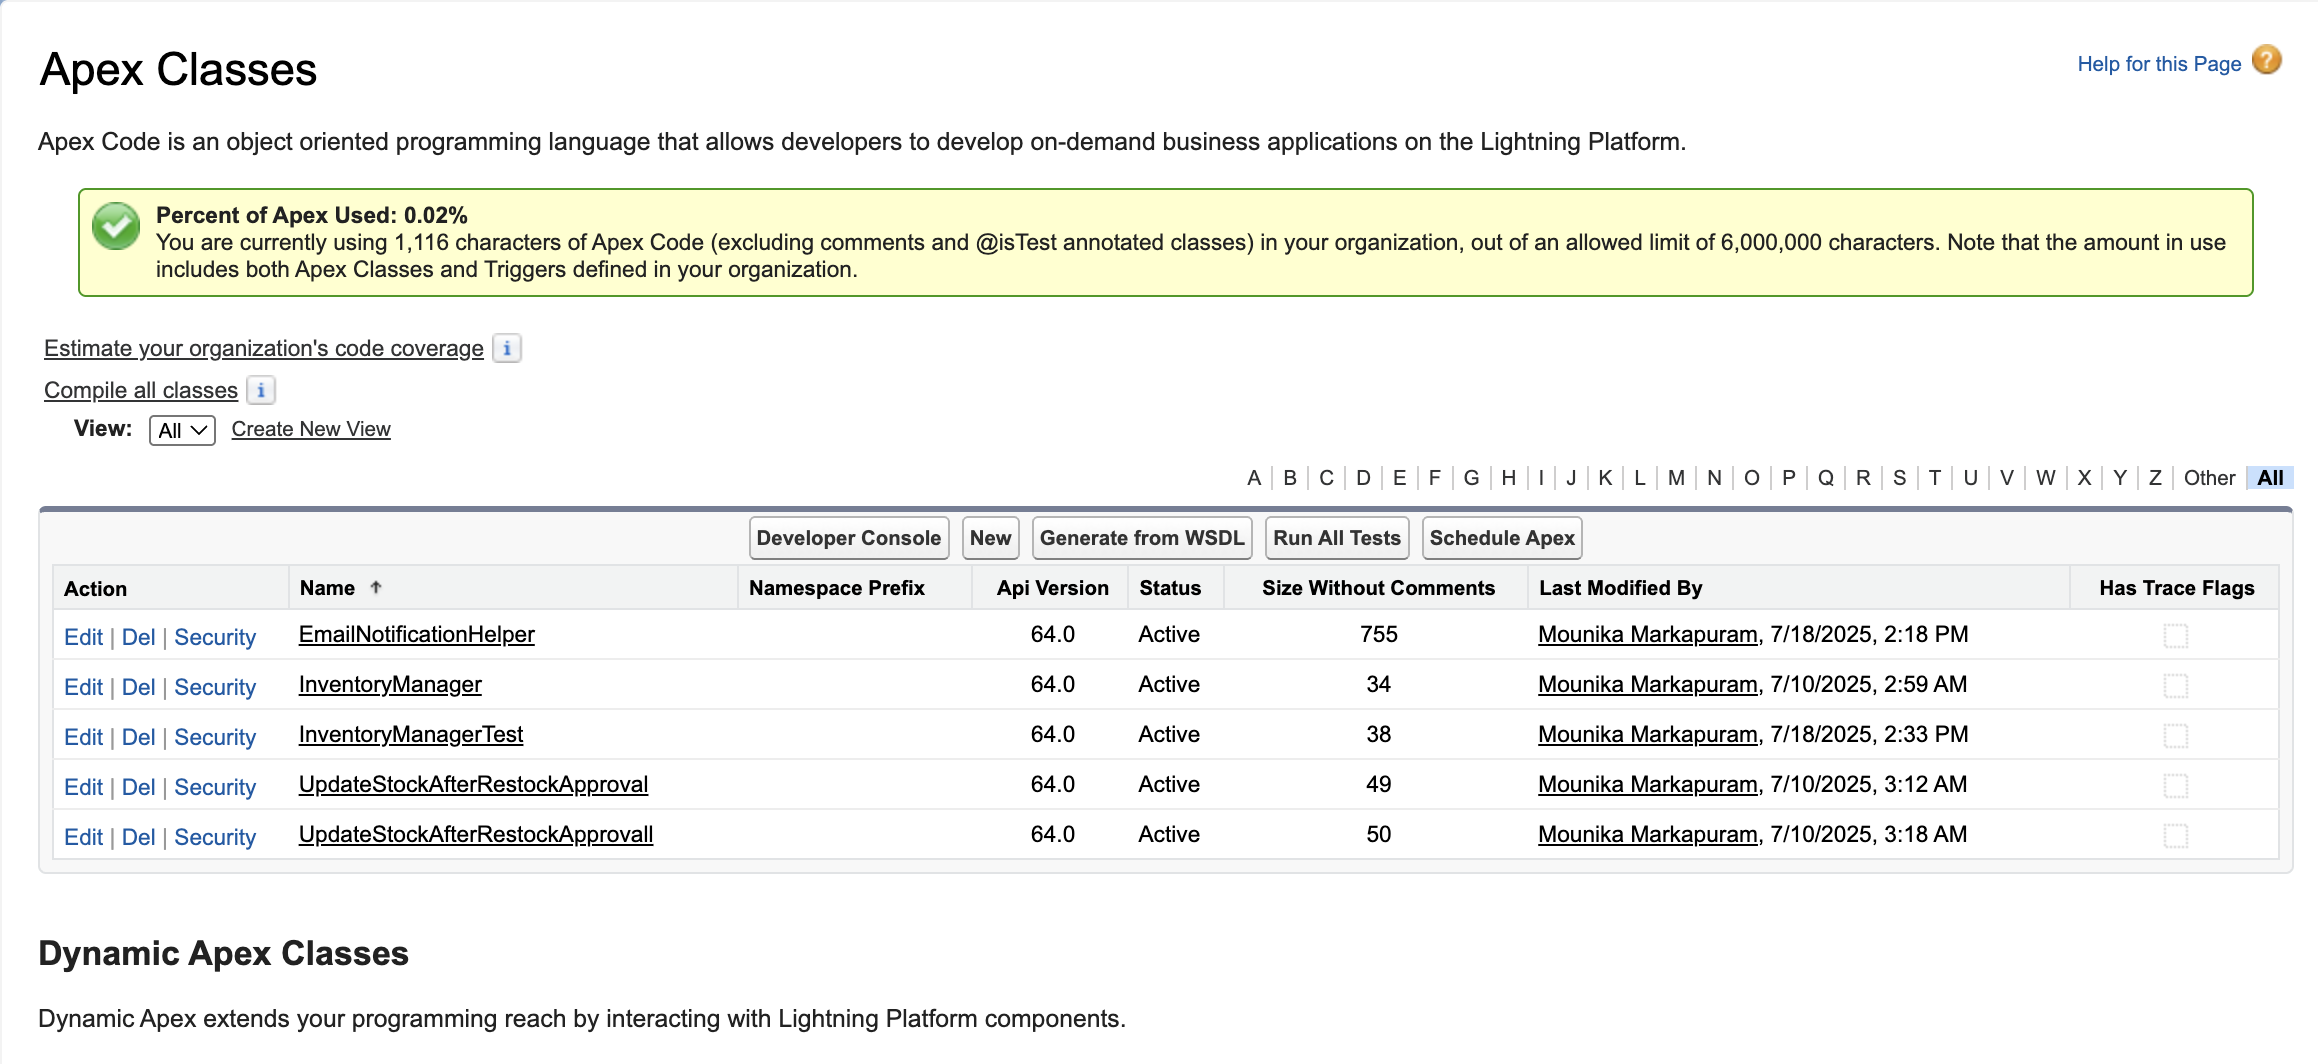 Apex Classes
Help for this Page
Apex Code is an object oriented programming language that allows developers to develop on-demand business applications on the Lightning Platform.
Percent of Apex Used: 0.02%
You are currently using 1,116 characters of Apex Code (excluding comments and @isTest annotated classes) in your organization, out of an allowed limit of 6,000,000 characters. Note that the amount in use
includes both Apex Classes and Triggers defined in your organization.
Estimate your organization's code coverage i
Compile all classes i
View: All Create New View
A | B | C | D | E | F | G | H | I | J | K | L | M | N | O | P | Q | R | S | T | U | V | W | X | Y | Z | Other | All
Developer Console New Generate from WSDL Run All Tests Schedule Apex
Action Name ↑ Namespace Prefix Api Version Status Size Without Comments Last Modified By Has Trace Flags
Edit | Del | Security EmailNotificationHelper 64.0 Active 755 Mounika Markapuram, 7/18/2025, 2:18 PM
Edit | Del | Security InventoryManager 64.0 Active 34 Mounika Markapuram, 7/10/2025, 2:59 AM
Edit | Del | Security InventoryManagerTest 64.0 Active 38 Mounika Markapuram, 7/18/2025, 2:33 PM
Edit | Del | Security UpdateStockAfterRestockApproval 64.0 Active 49 Mounika Markapuram, 7/10/2025, 3:12 AM
Edit | Del | Security UpdateStockAfterRestockApprovall 64.0 Active 50 Mounika Markapuram, 7/10/2025, 3:18 AM
Dynamic Apex Classes
Dynamic Apex extends your programming reach by interacting with Lightning Platform components.